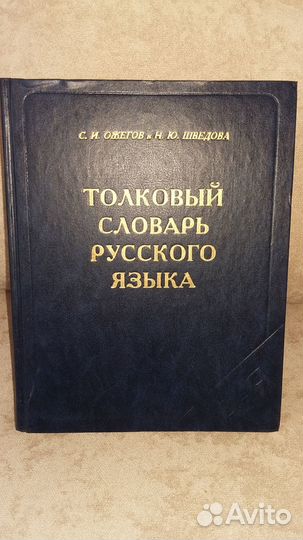 С. И. ОЖЕГОВ и Н. Ю. ШВЕДОВА
ТОЛКОВЫЙ
СЛОВАРЬ
РУССКОГО
ЯЗЫКА
Avito